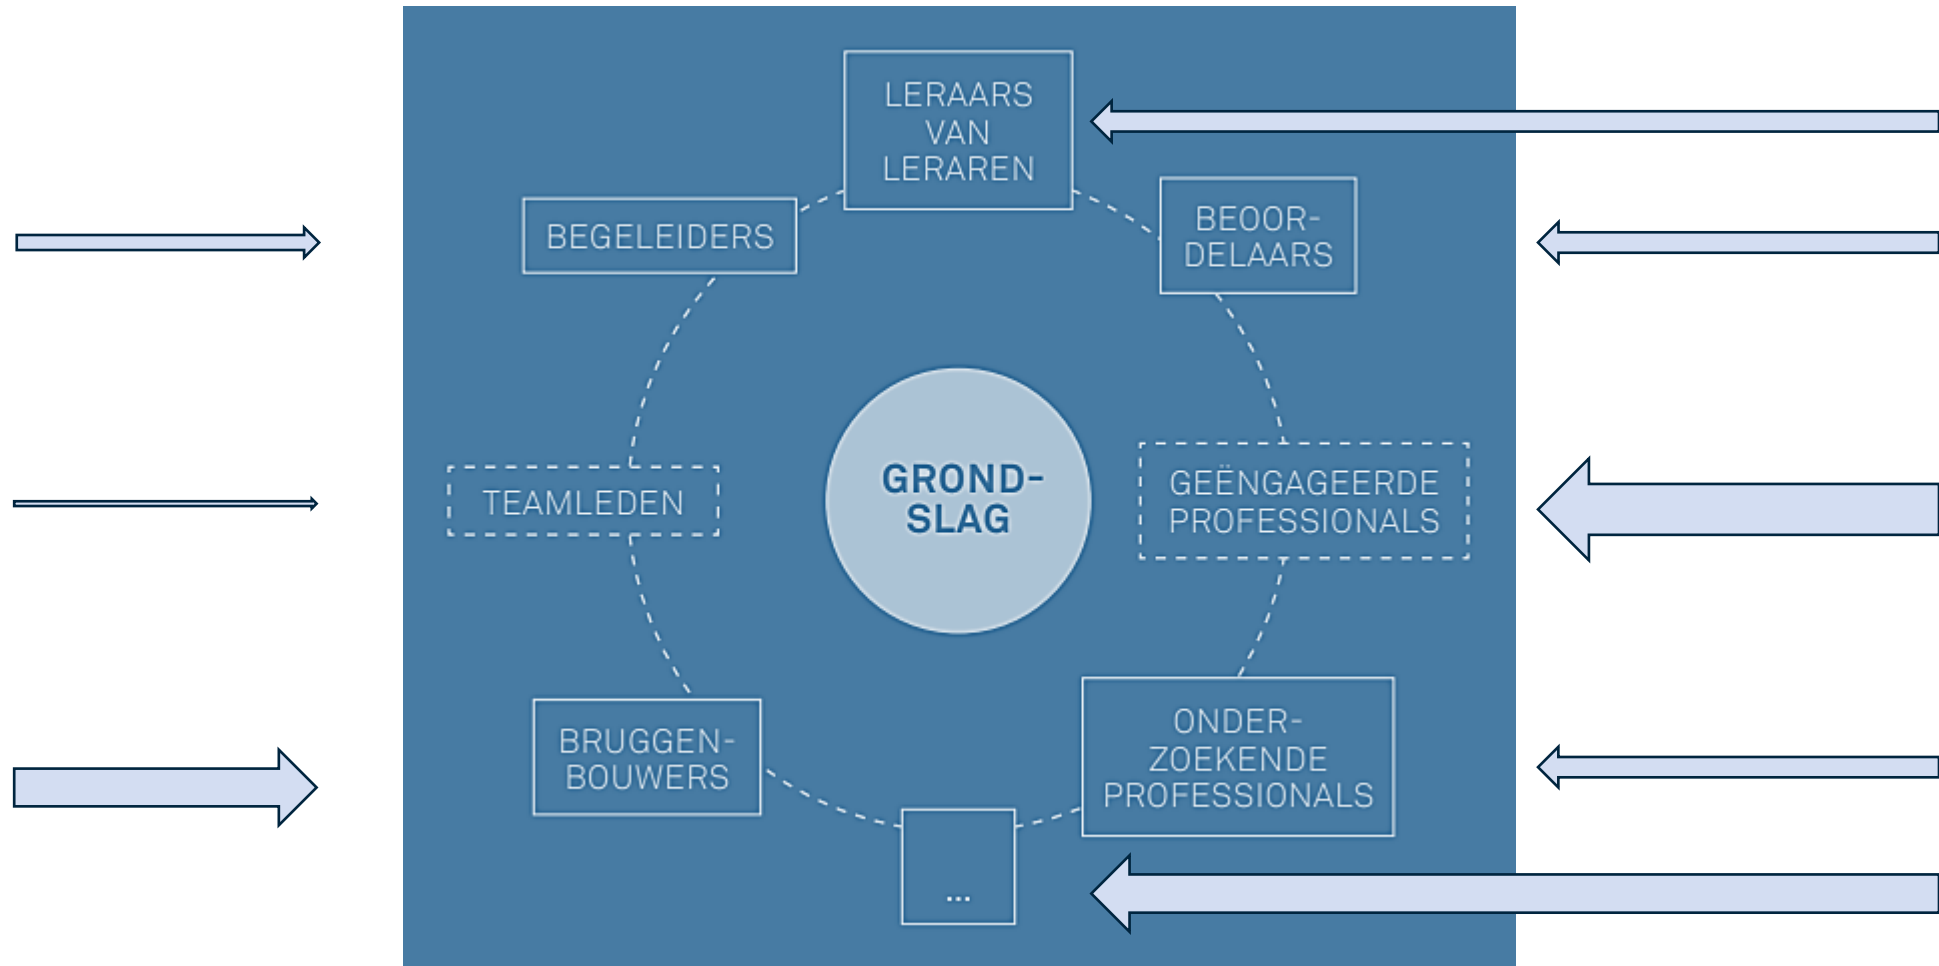 LERAARS
VAN
LERAREN
BEGELEIDERS
BEOOR-
DELAARS
GROND-
SLAG
TEAMLEDEN
GEËNGAGEERDE
PROFESSIONALS
BRUGGEN-
BOUWERS
ONDER-
ZOEKENDE
PROFESSIONALS
...